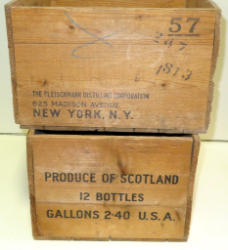 57
247
1813
THE FLEISCHMANN DISTILLING CORPORATION
625 MADISON AVENUE
NEW YORK, N.Y.
PRODUCE OF SCOTLAND
12 BOTTLES
GALLONS 2·40 U.S.A.